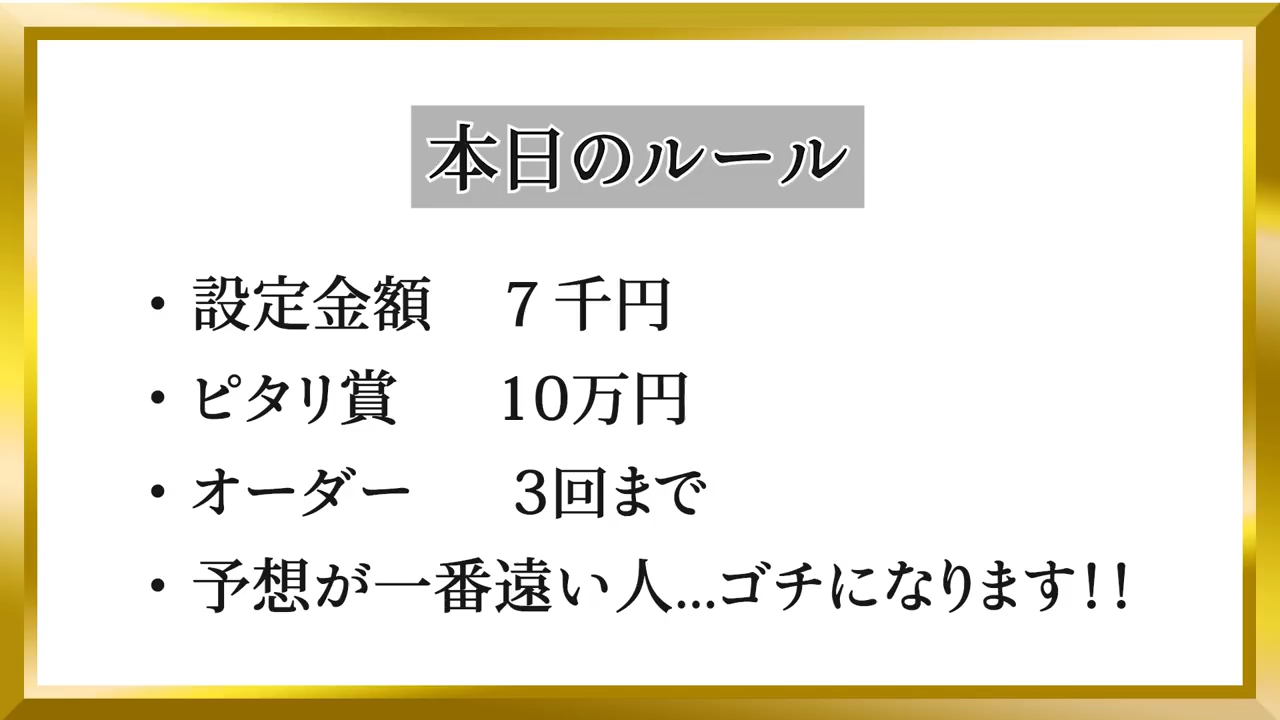 本日のルール
・設定金額　７千円
・ピタリ賞　10万円
・オーダー　3回まで
・予想が一番遠い人…ゴチになります!!